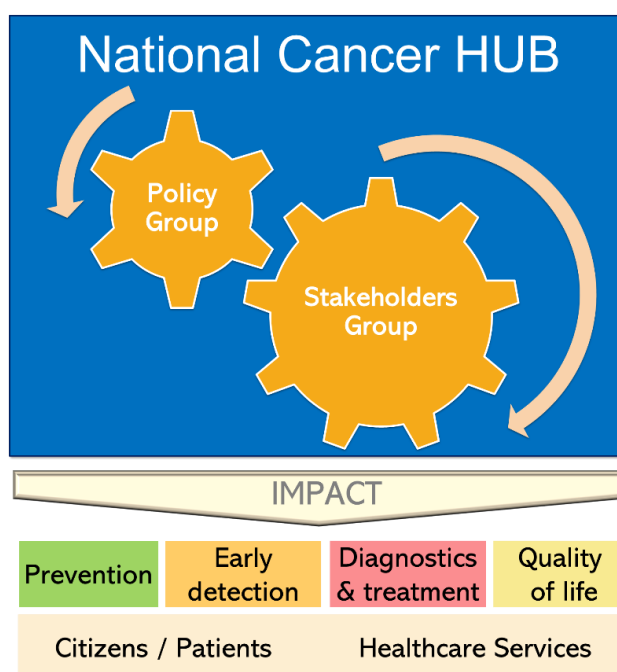 National Cancer HUB
Policy
Group
Stakeholders
Group
IMPACT
Prevention
Early
detection
Diagnostics
& treatment
Quality
of life
Citizens / Patients
Healthcare Services